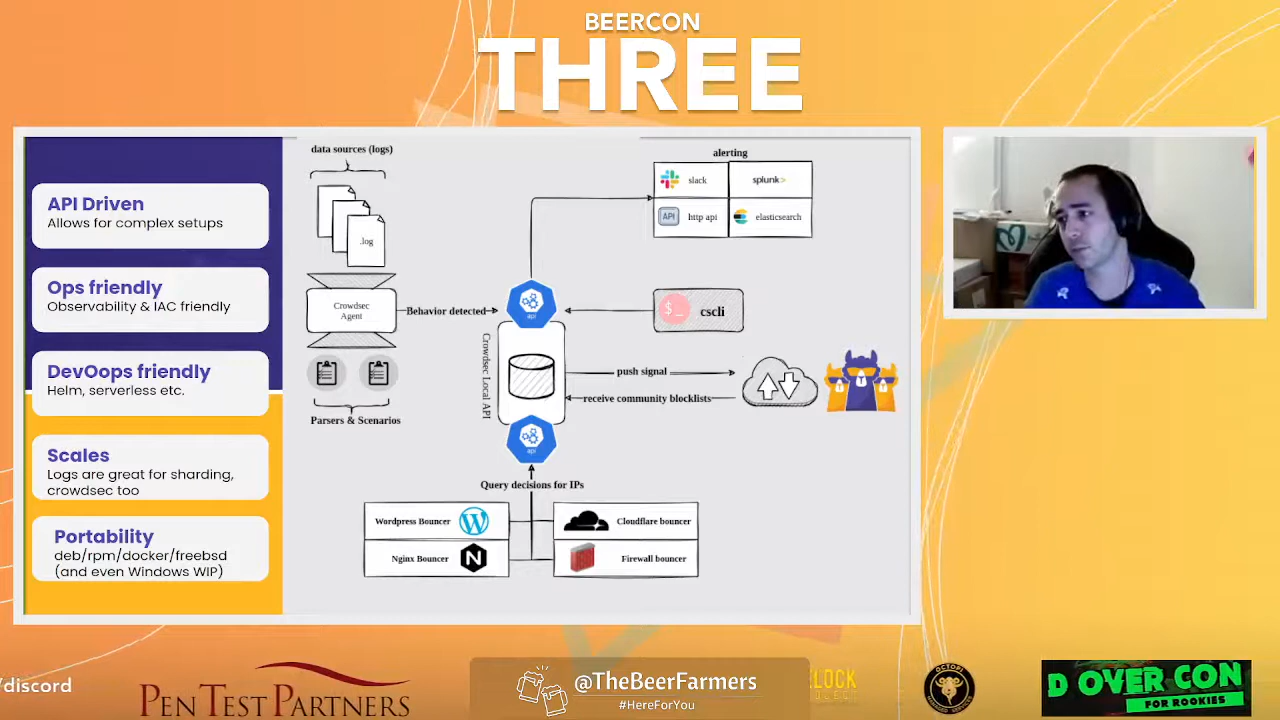 BEERCON
THREE
API Driven
Allows for complex setups
Ops friendly
Observability & IAC friendly
DevOops friendly
Helm, serverless etc.
Scales
Logs are great for sharding,
crowdsec too
Portability
deb/rpm/docker/freebsd
(and even Windows WIP)
data sources (logs)
.log
Crowdsec
Agent
Parsers & Scenarios
Behavior detected
api
Crowdsec Local API
api
alerting
slack
splunk>
API
http api
elasticsearch
$_
cscli
push signal
receive community blocklists
Query decisions for IPs
Wordpress Bouncer
Cloudflare bouncer
Nginx Bouncer
N
Firewall bouncer
/discord
PEN TEST PARTNERS
@TheBeerFarmers
#HereForYou
LOCK
OCTOPI
D OVER CON
FOR ROOKIES